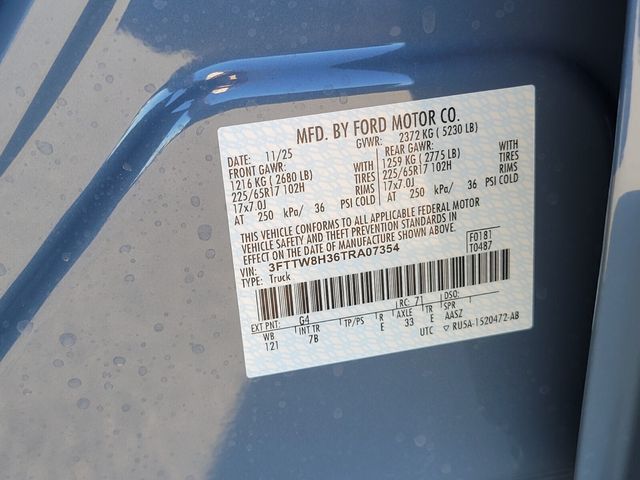 MFD. BY FORD MOTOR CO.
DATE: 11/25 GVWR: 2372 KG ( 5230 LB)
FRONT GAWR: REAR GAWR:
1216 KG ( 2680 LB) WITH 1259 KG ( 2775 LB) WITH
225/65R17 102H TIRES 225/65R17 102H TIRES
17x7.0J RIMS 17x7.0J RIMS
AT 250 kPa/ 36 PSI COLD AT 250 kPa/ 36 PSI COLD
THIS VEHICLE CONFORMS TO ALL APPLICABLE FEDERAL MOTOR
VEHICLE SAFETY AND THEFT PREVENTION STANDARDS IN
EFFECT ON THE DATE OF MANUFACTURE SHOWN ABOVE.
VIN: 3FTTW8H36TRA07354 F0181
TYPE: Truck T0487
EXT PNT: G4 RC: 71 DSO:
WB INT TR TP/PS R AXLE TR SPR
121 7B E 33 E AASZ
UTC RU5A-1520472-AB